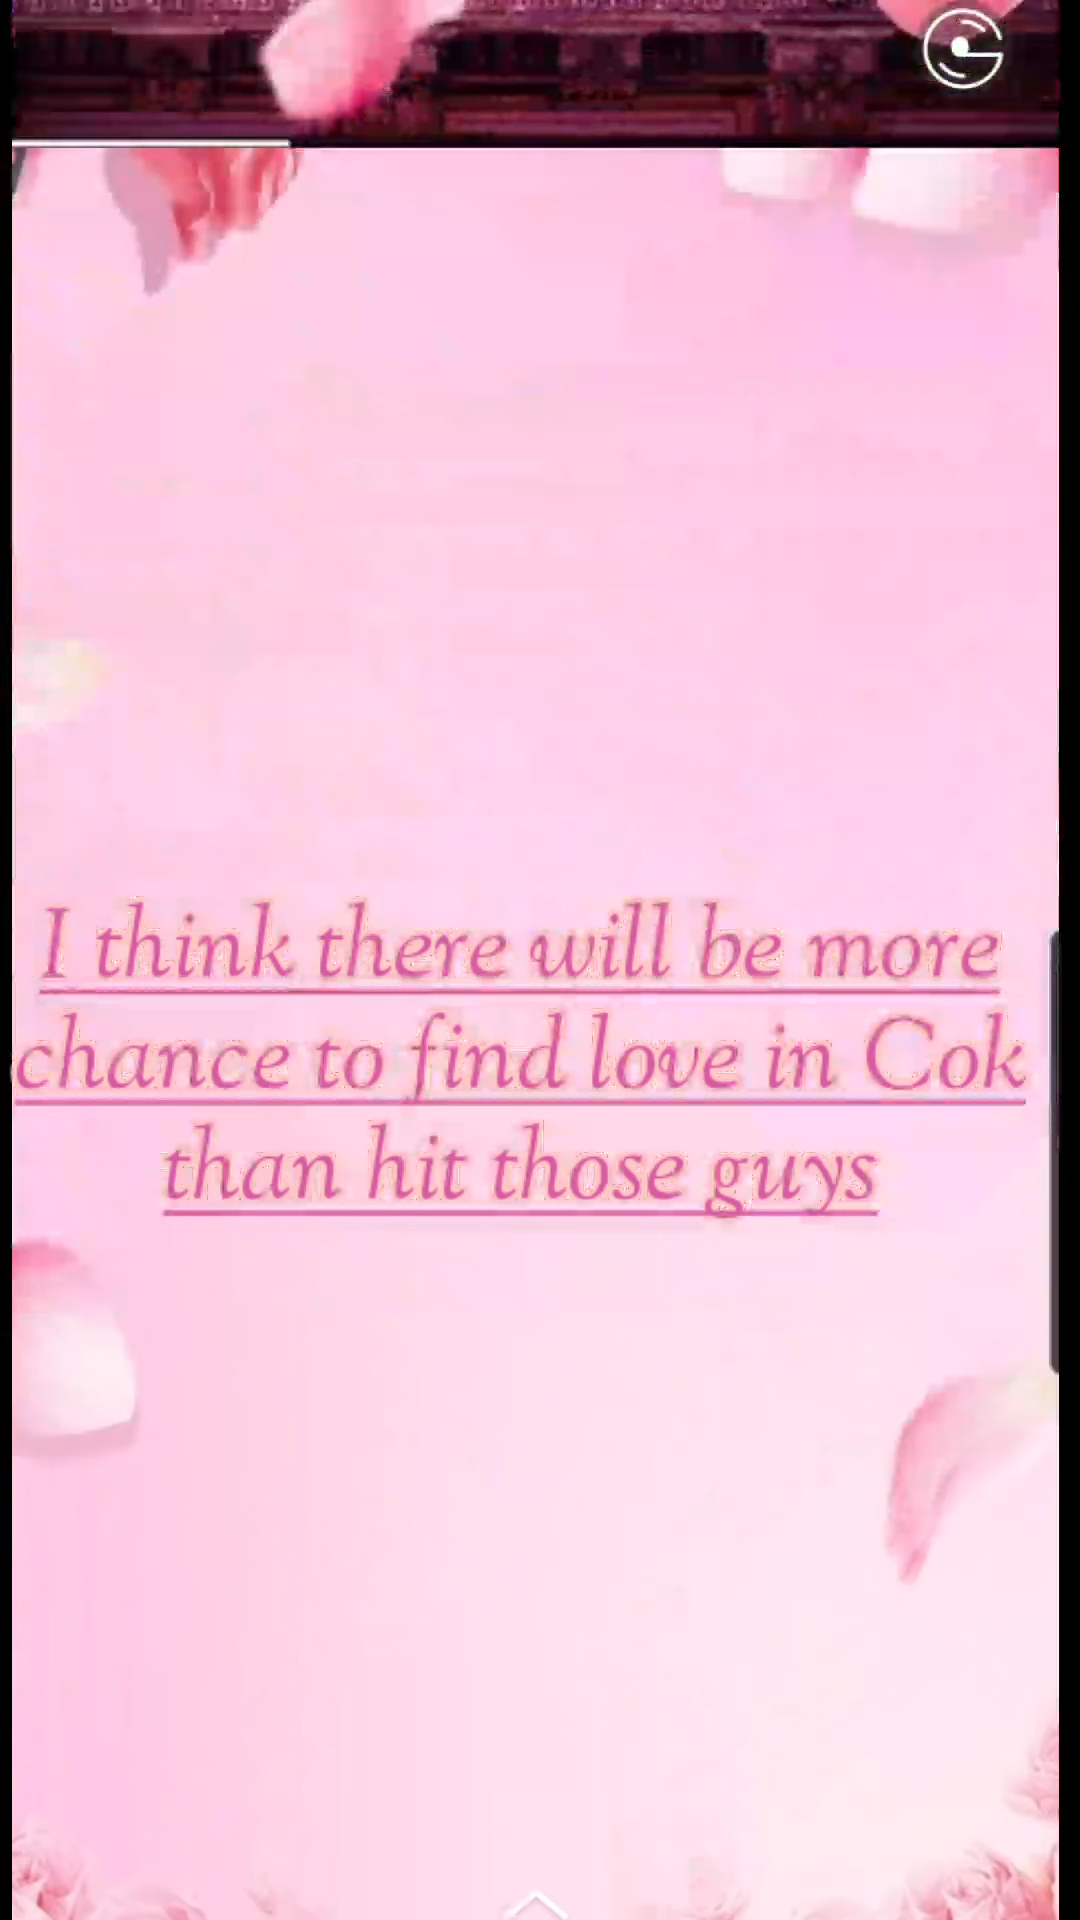 I think there will be more
chance to find love in Cok
than hit those guys